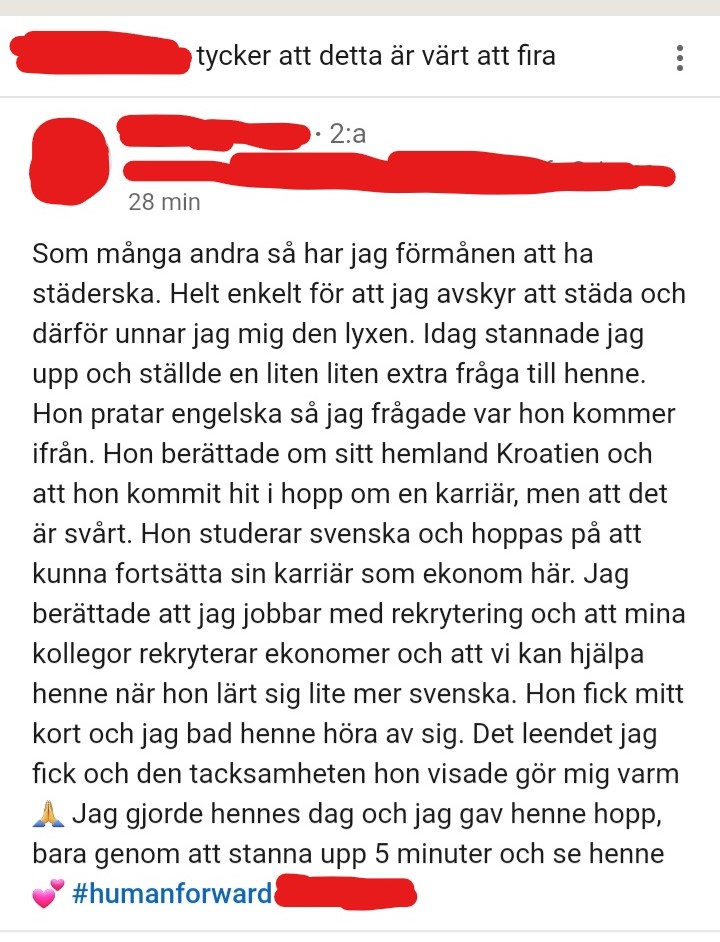 tycker att detta är värt att fira
· 2:a
28 min
Som många andra så har jag förmånen att ha
städerska. Helt enkelt för att jag avskyr att städa och
därför unnar jag mig den lyxen. Idag stannade jag
upp och ställde en liten liten extra fråga till henne.
Hon pratar engelska så jag frågade var hon kommer
ifrån. Hon berättade om sitt hemland Kroatien och
att hon kommit hit i hopp om en karriär, men att det
är svårt. Hon studerar svenska och hoppas på att
kunna fortsätta sin karriär som ekonom här. Jag
berättade att jag jobbar med rekrytering och att mina
kollegor rekryterar ekonomer och att vi kan hjälpa
henne när hon lärt sig lite mer svenska. Hon fick mitt
kort och jag bad henne höra av sig. Det leendet jag
fick och den tacksamheten hon visade gör mig varm
🙏 Jag gjorde hennes dag och jag gav henne hopp,
bara genom att stanna upp 5 minuter och se henne
💕 #humanforward